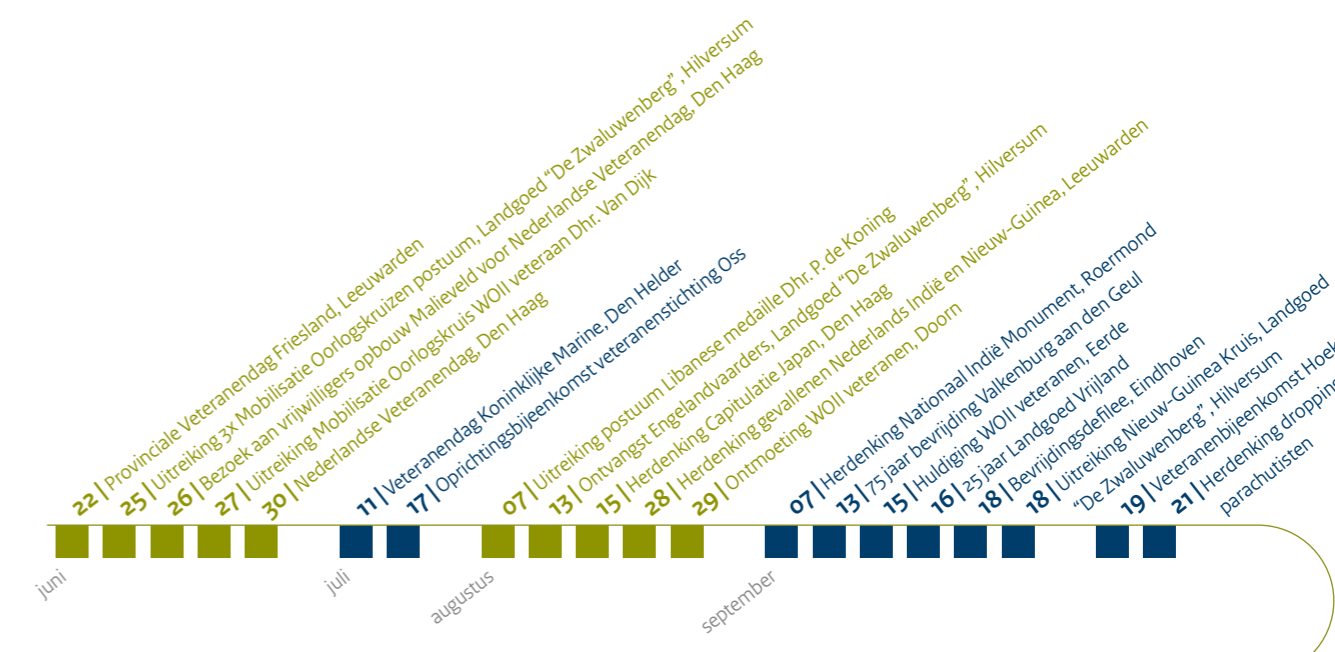 22 | Provinciale Veteranendag Friesland, Leeuwarden
25 | Uitreiking 3x Mobilisatie Oorlogskruizen postuum, Landgoed “De Zwaluwenberg”, Hilversum
26 | Bezoek aan vrijwilligers opbouw Malieveld voor Nederlandse Veteranendag, Den Haag
27 | Uitreiking Mobilisatie Oorlogskruis WOII veteraan Dhr. Van Dijk
30 | Nederlandse Veteranendag, Den Haag
juni
11 | Veteranendag Koninklijke Marine, Den Helder
17 | Oprichtingsbijeenkomst veteranenstichting Oss
juli
07 | Uitreiking postuum Libanese medaille Dhr. P. de Koning
13 | Ontvangst Engelandvaarders, Landgoed “De Zwaluwenberg”, Hilversum
15 | Herdenking Capitulatie Japan, Den Haag
28 | Herdenking gevallenen Nederlands Indië en Nieuw-Guinea, Leeuwarden
29 | Ontmoeting WOII veteranen, Doorn
augustus
07 | Herdenking Nationaal Indië Monument, Roermond
13 | 75 jaar bevrijding Valkenburg aan den Geul
15 | Huldiging WOII veteranen, Eerde
16 | 25 jaar Landgoed Vrijland
18 | Bevrijdingsdefilee, Eindhoven
18 | Uitreiking Nieuw-Guinea Kruis, Landgoed
“De Zwaluwenberg”, Hilversum
19 | Veteranenbijeenkomst Hoek
21 | Herdenking dropping
parachutisten
september